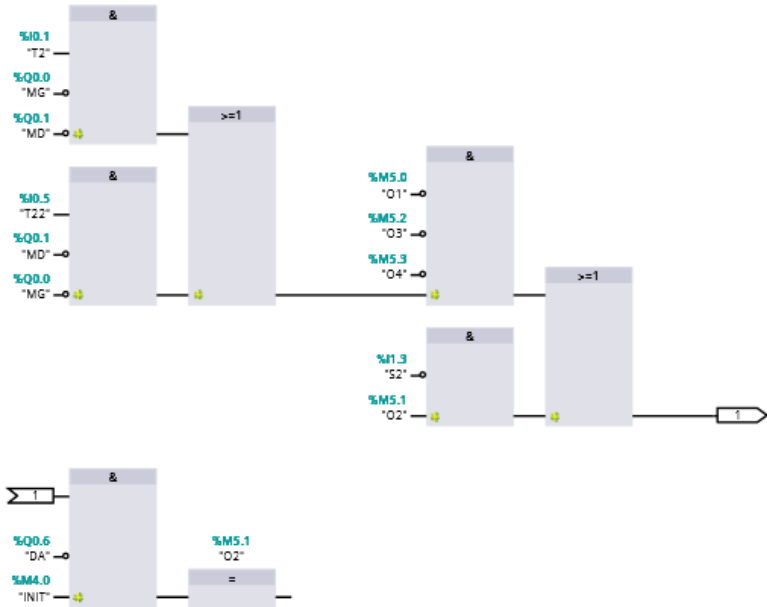 &
%I0.1
"T2"
%Q0.0
"MG"
%Q0.1
"MD"
>=1
&
%I0.5
"T22"
%Q0.1
"MD"
%Q0.0
"MG"
&
%M5.0
"O1"
%M5.2
"O3"
%M5.3
"O4"
>=1
&
%I1.3
"S2"
%M5.1
"O2"
1
&
1
%Q0.6
"DA"
%M4.0
"INIT"
%M5.1
"O2"
=